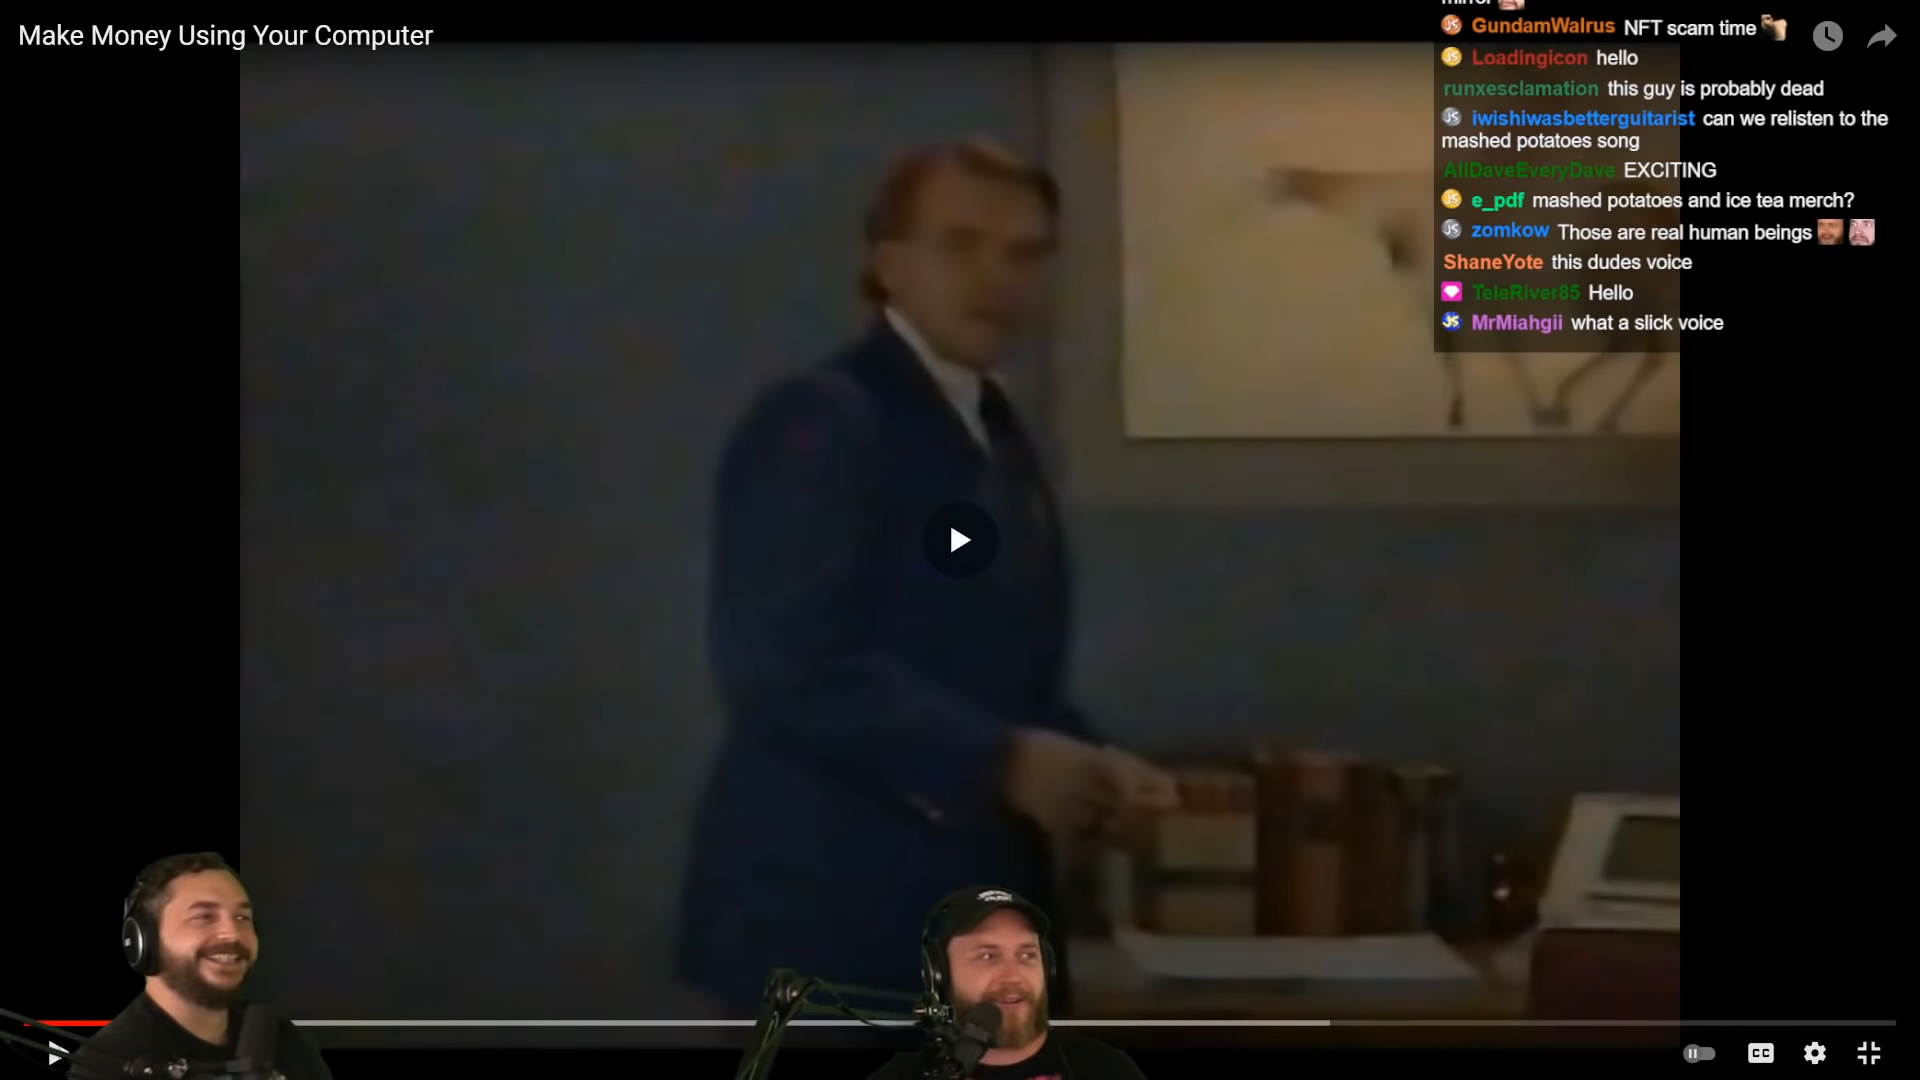 Make Money Using Your Computer
GundamWalrus NFT scam time
Loadingicon hello
runxesclamation this guy is probably dead
iwishiwasbetterguitarist can we relisten to the
mashed potatoes song
AllDaveEveryDave EXCITING
e_pdf mashed potatoes and ice tea merch?
zomkow Those are real human beings
ShaneYote this dudes voice
TeleRiver85 Hello
MrMiahgii what a slick voice
CC